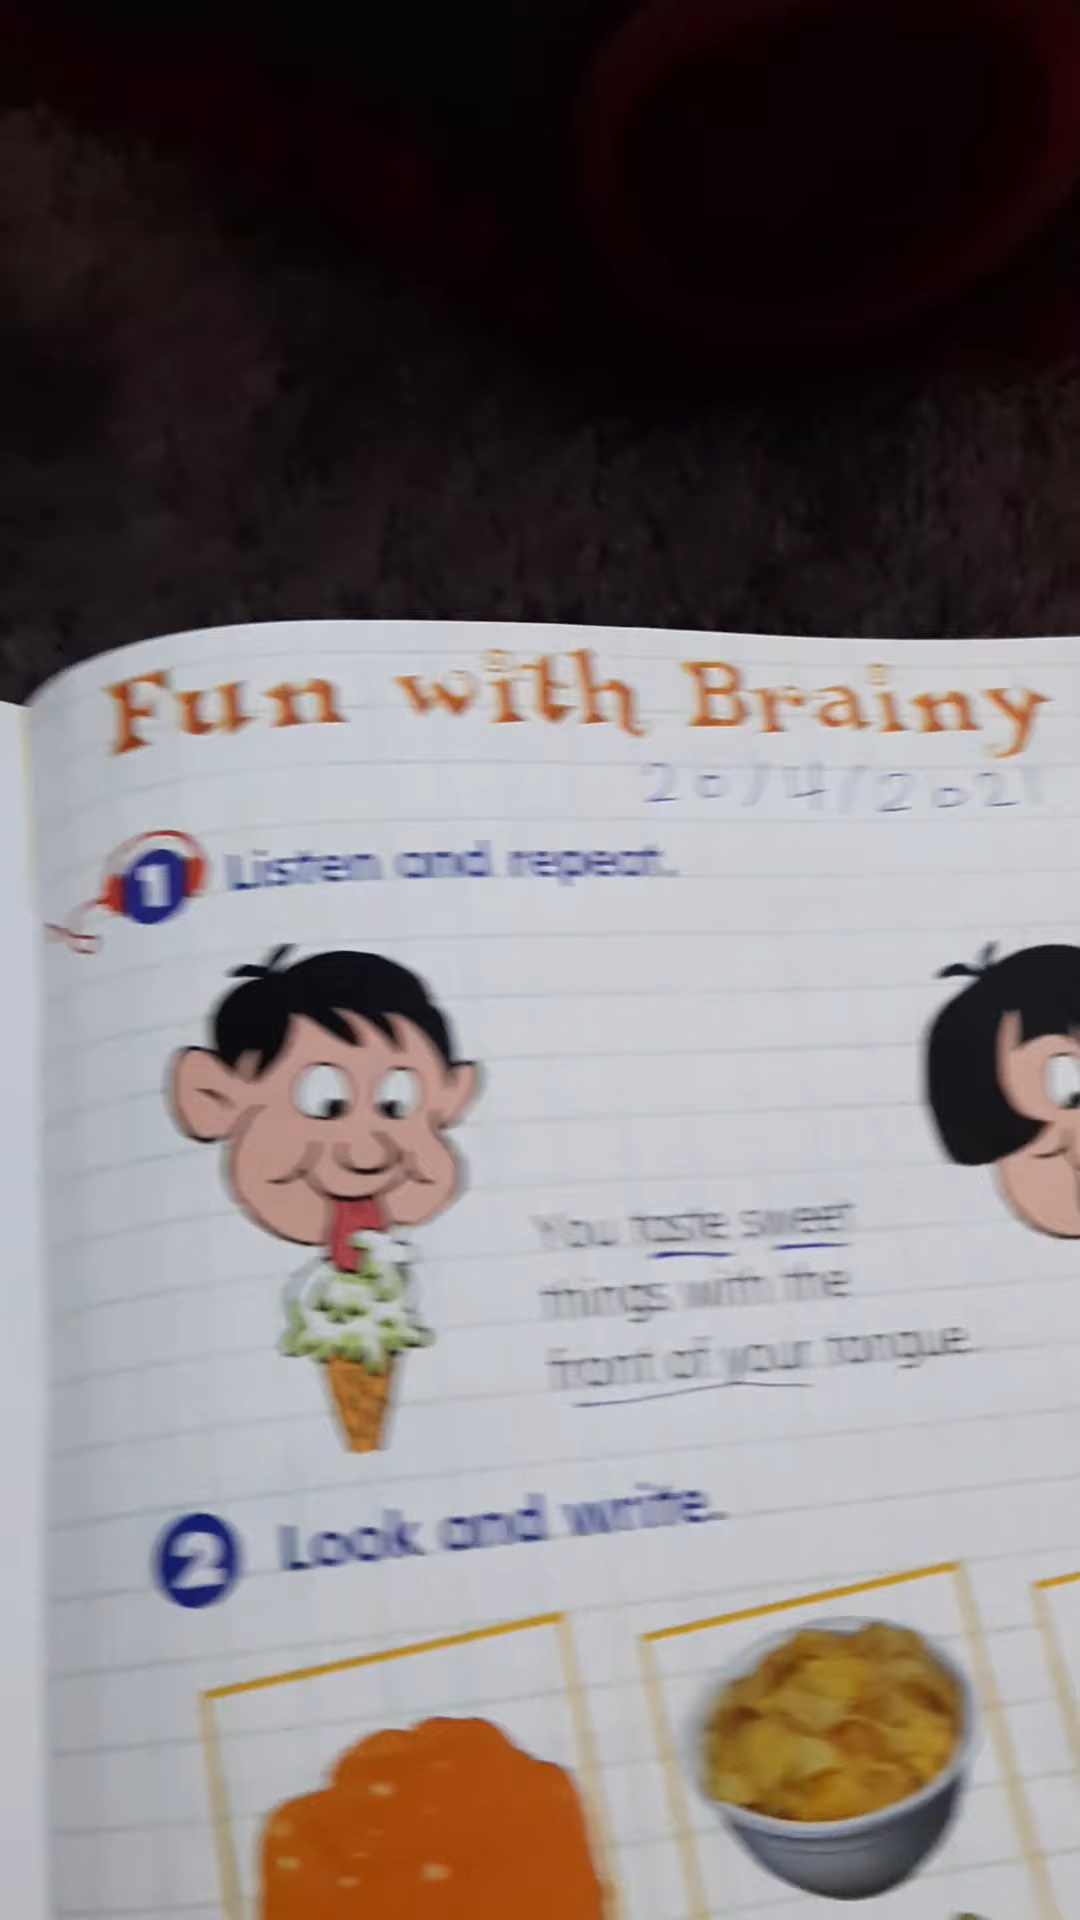 Fun with Brainy
20/4/2021
1 Listen and repeat.
You taste sweet
things with the
front of your tongue.
2 Look and write.